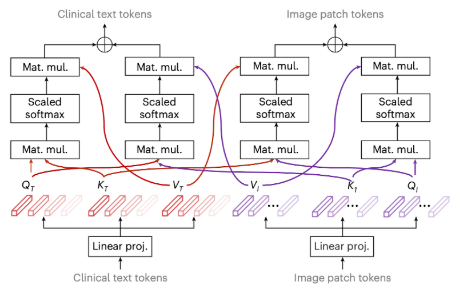 Clinical text tokens
Image patch tokens
Mat. mul.
Mat. mul.
Mat. mul.
Mat. mul.
Scaled
softmax
Scaled
softmax
Scaled
softmax
Scaled
softmax
Mat. mul.
Mat. mul.
Mat. mul.
Mat. mul.
Q_T
K_T
V_T
V_I
K_I
Q_I
...
...
...
Linear proj.
Linear proj.
Clinical text tokens
Image patch tokens